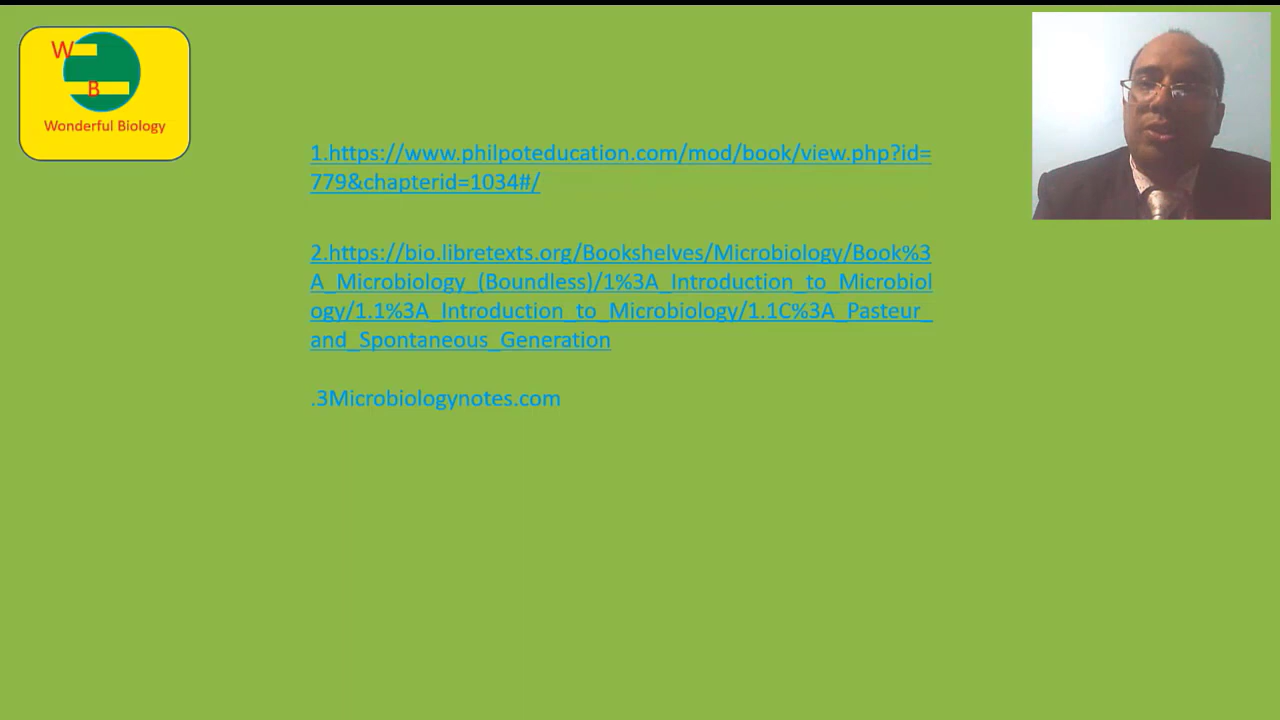 W
B
Wonderful Biology
1.https://www.philpoteducation.com/mod/book/view.php?id=
779&chapterid=1034#/
2.https://bio.libretexts.org/Bookshelves/Microbiology/Book%3
A_Microbiology_(Boundless)/1%3A_Introduction_to_Microbiol
ogy/1.1%3A_Introduction_to_Microbiology/1.1C%3A_Pasteur_
and_Spontaneous_Generation
.3Microbiologynotes.com